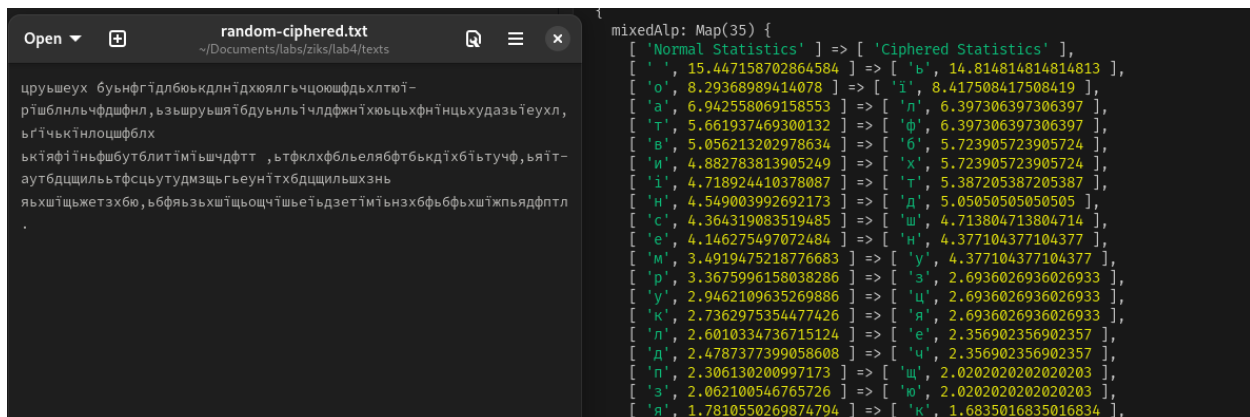 Open
random-ciphered.txt
~/Documents/labs/ziks/lab4/texts
цруьшеух буьнфгїдлбюькдлнїдхюялгьчцоюшфдьхлтюї-
рїшблнльчфдшфнл,ьзьшруьшяїбдуьнльічлдфжнїхюьцьхфнїнцьхудазьїеухл,
ьґїчькїнлоцшфблх
ькїяфіїньфшбутблитїмїьшчдфтт ,ьтфклхфбльелябфтбтькдїхбїьтучф,ьяїт-
аутбдцщилььтфсцьутудмзщьгьеунїтхбдцщильшхзнь
яьхшїщьжетзхбю,ьбфяьзьхшїщьощчїшьеїьдзетїмїьнзхбфьбфьхшїжпьядфптл
.
{
mixedAlp: Map(35) {
[ 'Normal Statistics' ] => [ 'Ciphered Statistics' ],
[ ' ', 15.447158702864584 ] => [ 'ь', 14.814814814814813 ],
[ 'о', 8.29368989414078 ] => [ 'ї', 8.417508417508419 ],
[ 'а', 6.942558069158553 ] => [ 'л', 6.397306397306397 ],
[ 'т', 5.661937469300132 ] => [ 'ф', 6.397306397306397 ],
[ 'в', 5.056213202978634 ] => [ 'б', 5.723905723905724 ],
[ 'и', 4.882783813905249 ] => [ 'х', 5.723905723905724 ],
[ 'і', 4.718924410378087 ] => [ 'т', 5.387205387205387 ],
[ 'н', 4.549003992692173 ] => [ 'д', 5.05050505050505 ],
[ 'с', 4.364319083519485 ] => [ 'ш', 4.713804713804714 ],
[ 'е', 4.146275497072484 ] => [ 'н', 4.377104377104377 ],
[ 'м', 3.4919475218776683 ] => [ 'у', 4.377104377104377 ],
[ 'р', 3.3675996158038286 ] => [ 'з', 2.6936026936026933 ],
[ 'у', 2.9462109635269886 ] => [ 'ц', 2.6936026936026933 ],
[ 'к', 2.7362975354477426 ] => [ 'я', 2.6936026936026933 ],
[ 'л', 2.6010334736715124 ] => [ 'е', 2.356902356902357 ],
[ 'д', 2.4787377399058608 ] => [ 'ч', 2.356902356902357 ],
[ 'п', 2.306130200997173 ] => [ 'щ', 2.0202020202020203 ],
[ 'з', 2.062100546765726 ] => [ 'ю', 2.0202020202020203 ],
[ 'я', 1.7810550269874794 ] => [ 'к', 1.6835016835016834 ],